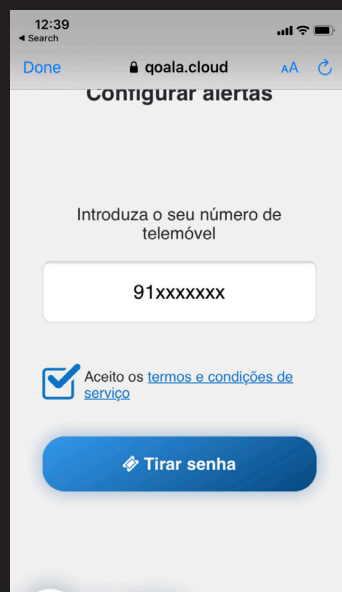 12:39
Search
Done
qoala.cloud
AA
Configurar alertas
Introduza o seu número de
telemóvel
91xxxxxxx
Aceito os termos e condições de
serviço
Tirar senha